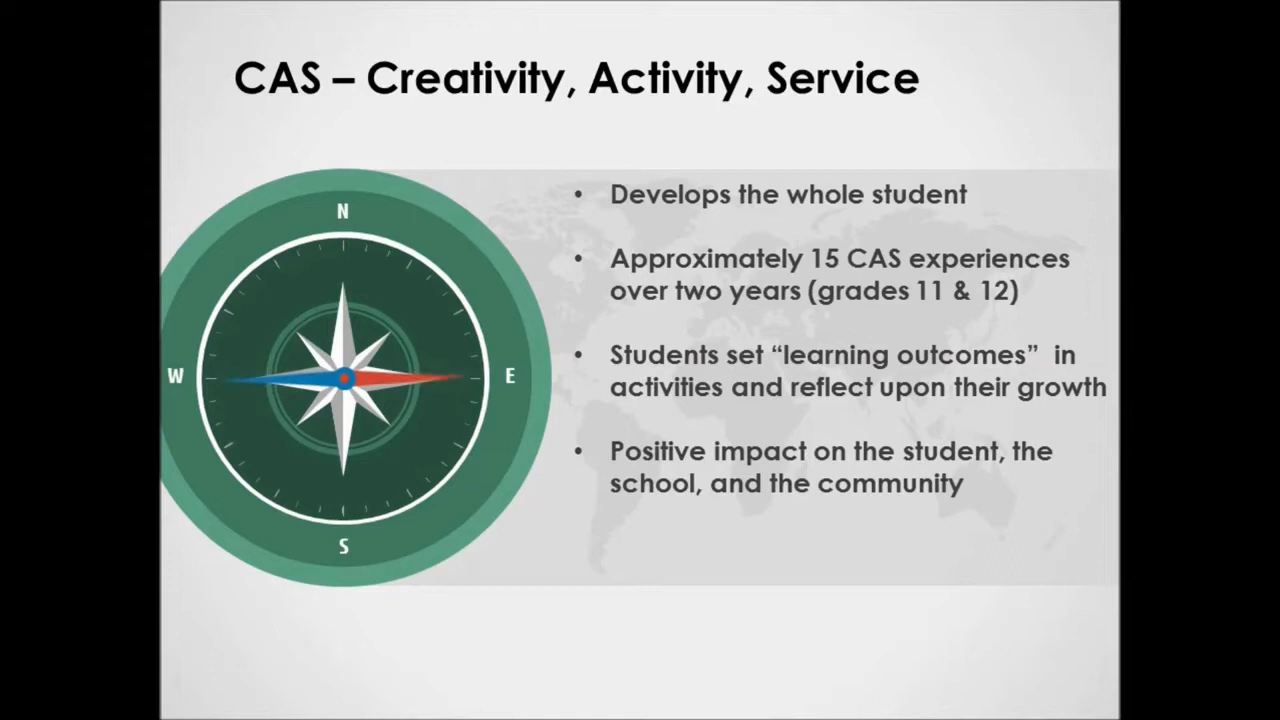 CAS – Creativity, Activity, Service
N
W
E
S
• Develops the whole student
• Approximately 15 CAS experiences
over two years (grades 11 & 12)
• Students set “learning outcomes” in
activities and reflect upon their growth
• Positive impact on the student, the
school, and the community